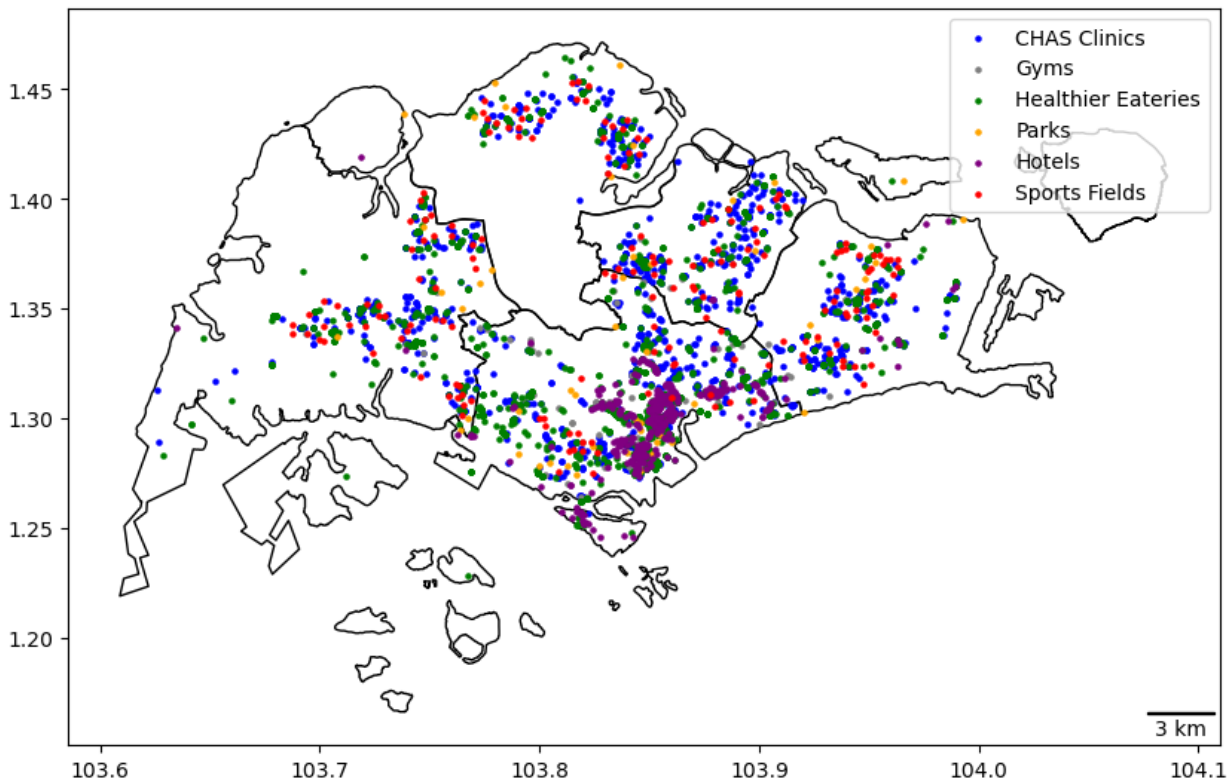 CHAS Clinics
Gyms
Healthier Eateries
Parks
Hotels
Sports Fields
1.45
1.40
1.35
1.30
1.25
1.20
3 km
103.6 103.7 103.8 103.9 104.0 104.1